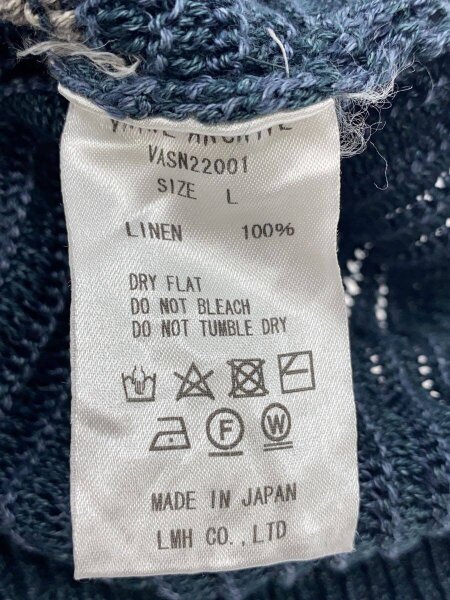 VASN22001
SIZE L
LINEN 100%
DRY FLAT
DO NOT BLEACH
DO NOT TUMBLE DRY
F W
MADE IN JAPAN
LMH CO.,LTD